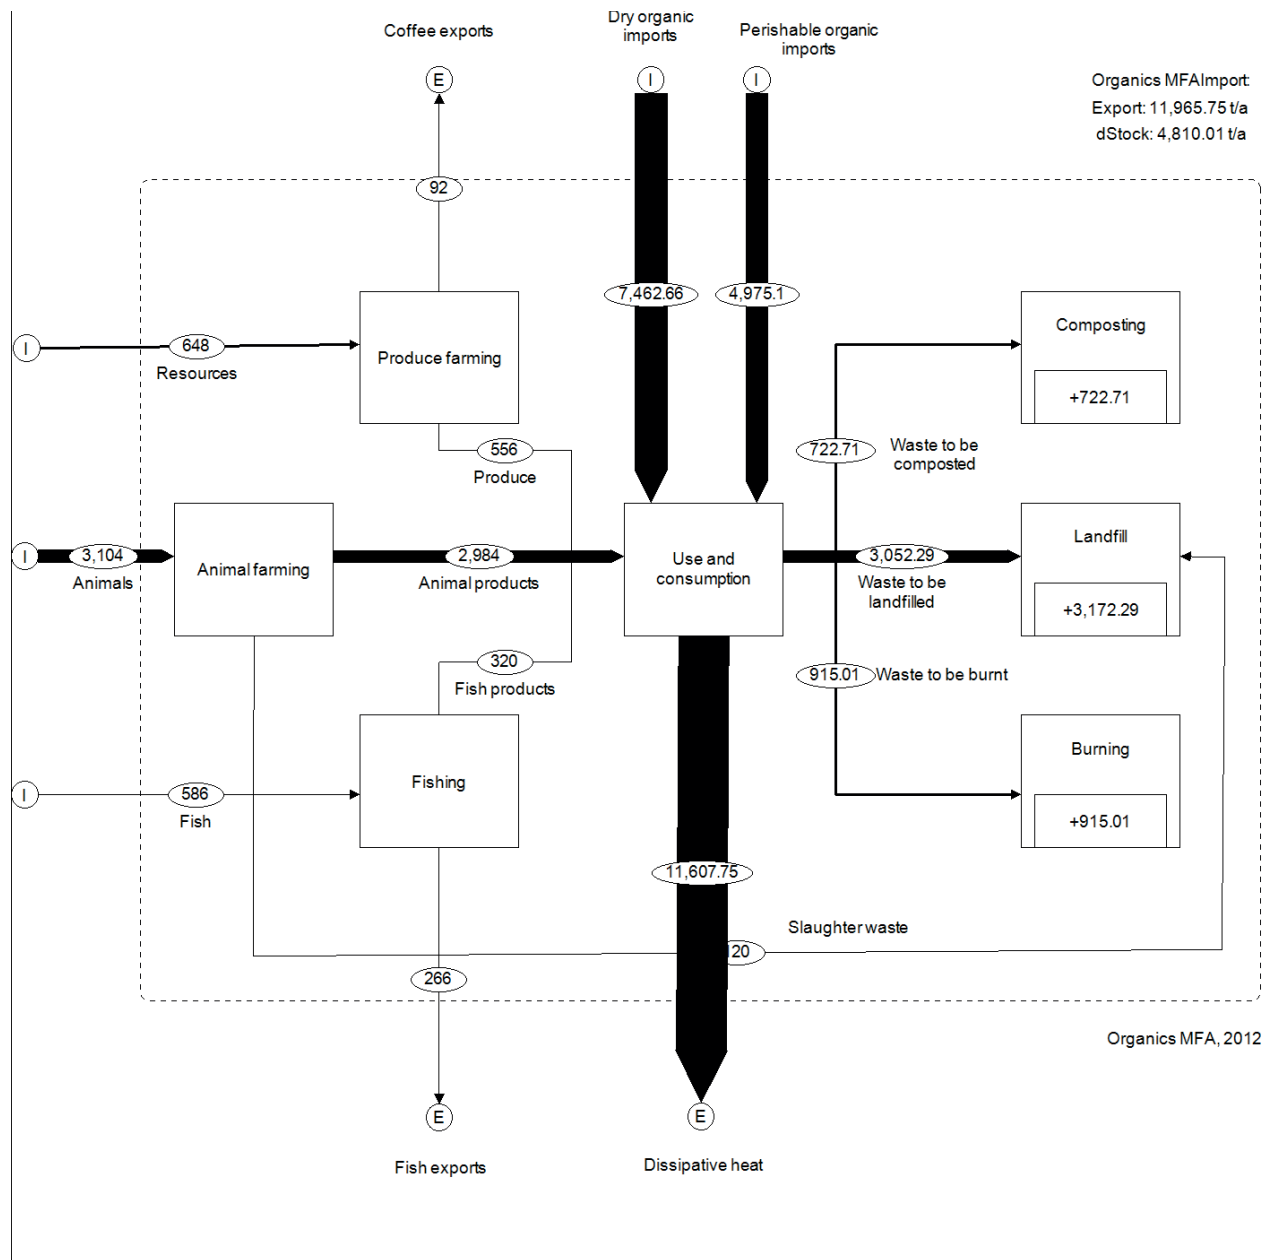 Coffee exports
Dry organic
imports
Perishable organic
imports
E
I
I
Organics MFAImport:
Export: 11,965.75 t/a
dStock: 4,810.01 t/a
92
7,462.66
4,975.1
I
648
Resources
Produce farming
Composting
+722.71
556
Produce
722.71
Waste to be
composted
I
3,104
Animals
Animal farming
2,984
Animal products
Use and
consumption
3,052.29
Waste to be
landfilled
Landfill
+3,172.29
320
Fish products
915.01
Waste to be burnt
I
586
Fish
Fishing
Burning
+915.01
11,607.75
Slaughter waste
120
266
Organics MFA, 2012
E
E
Fish exports
Dissipative heat